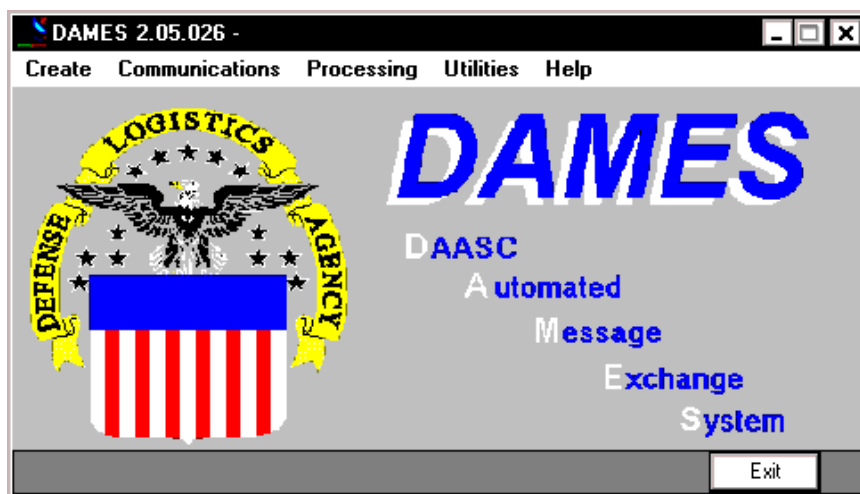 DAMES 2.05.026 -
Create Communications Processing Utilities Help
DEFENSE LOGISTICS AGENCY
DAMES
DAASC
Automated
Message
Exchange
System
Exit